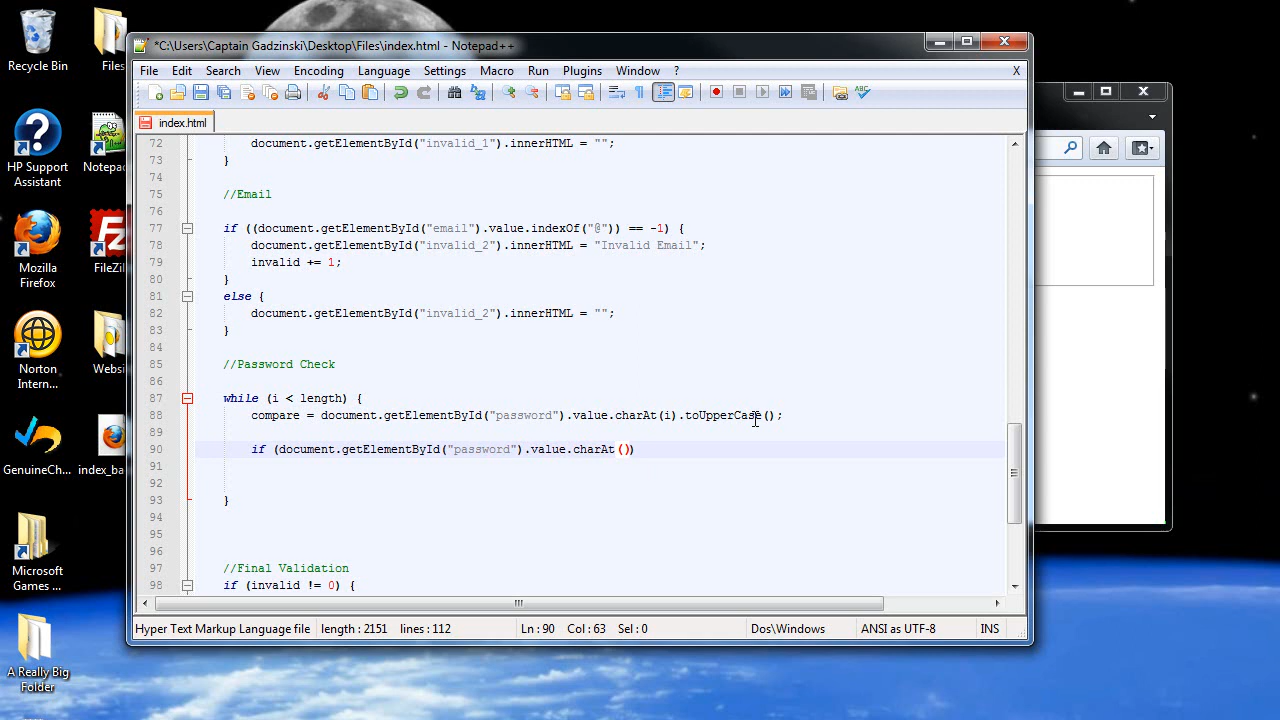 Recycle Bin
Files
HP Support
Assistant
Notepa
Mozilla
Firefox
FileZil
Norton
Intern...
Websi
GenuineCh...
index_ba
Microsoft
Games ...
A Really Big
Folder
*C:\Users\Captain Gadzinski\Desktop\Files\index.html - Notepad++
File Edit Search View Encoding Language Settings Macro Run Plugins Window ? X
index.html
72 document.getElementById("invalid_1").innerHTML = "";
73 }
74
75 //Email
76
77 if ((document.getElementById("email").value.indexOf("@")) == -1) {
78 document.getElementById("invalid_2").innerHTML = "Invalid Email";
79 invalid += 1;
80 }
81 else {
82 document.getElementById("invalid_2").innerHTML = "";
83 }
84
85 //Password Check
86
87 while (i < length) {
88 compare = document.getElementById("password").value.charAt(i).toUpperCase();
89
90 if (document.getElementById("password").value.charAt())
91
92
93 }
94
95
96
97 //Final Validation
98 if (invalid != 0) {
Hyper Text Markup Language file length : 2151 lines : 112 Ln : 90 Col : 63 Sel : 0 Dos\Windows ANSI as UTF-8 INS